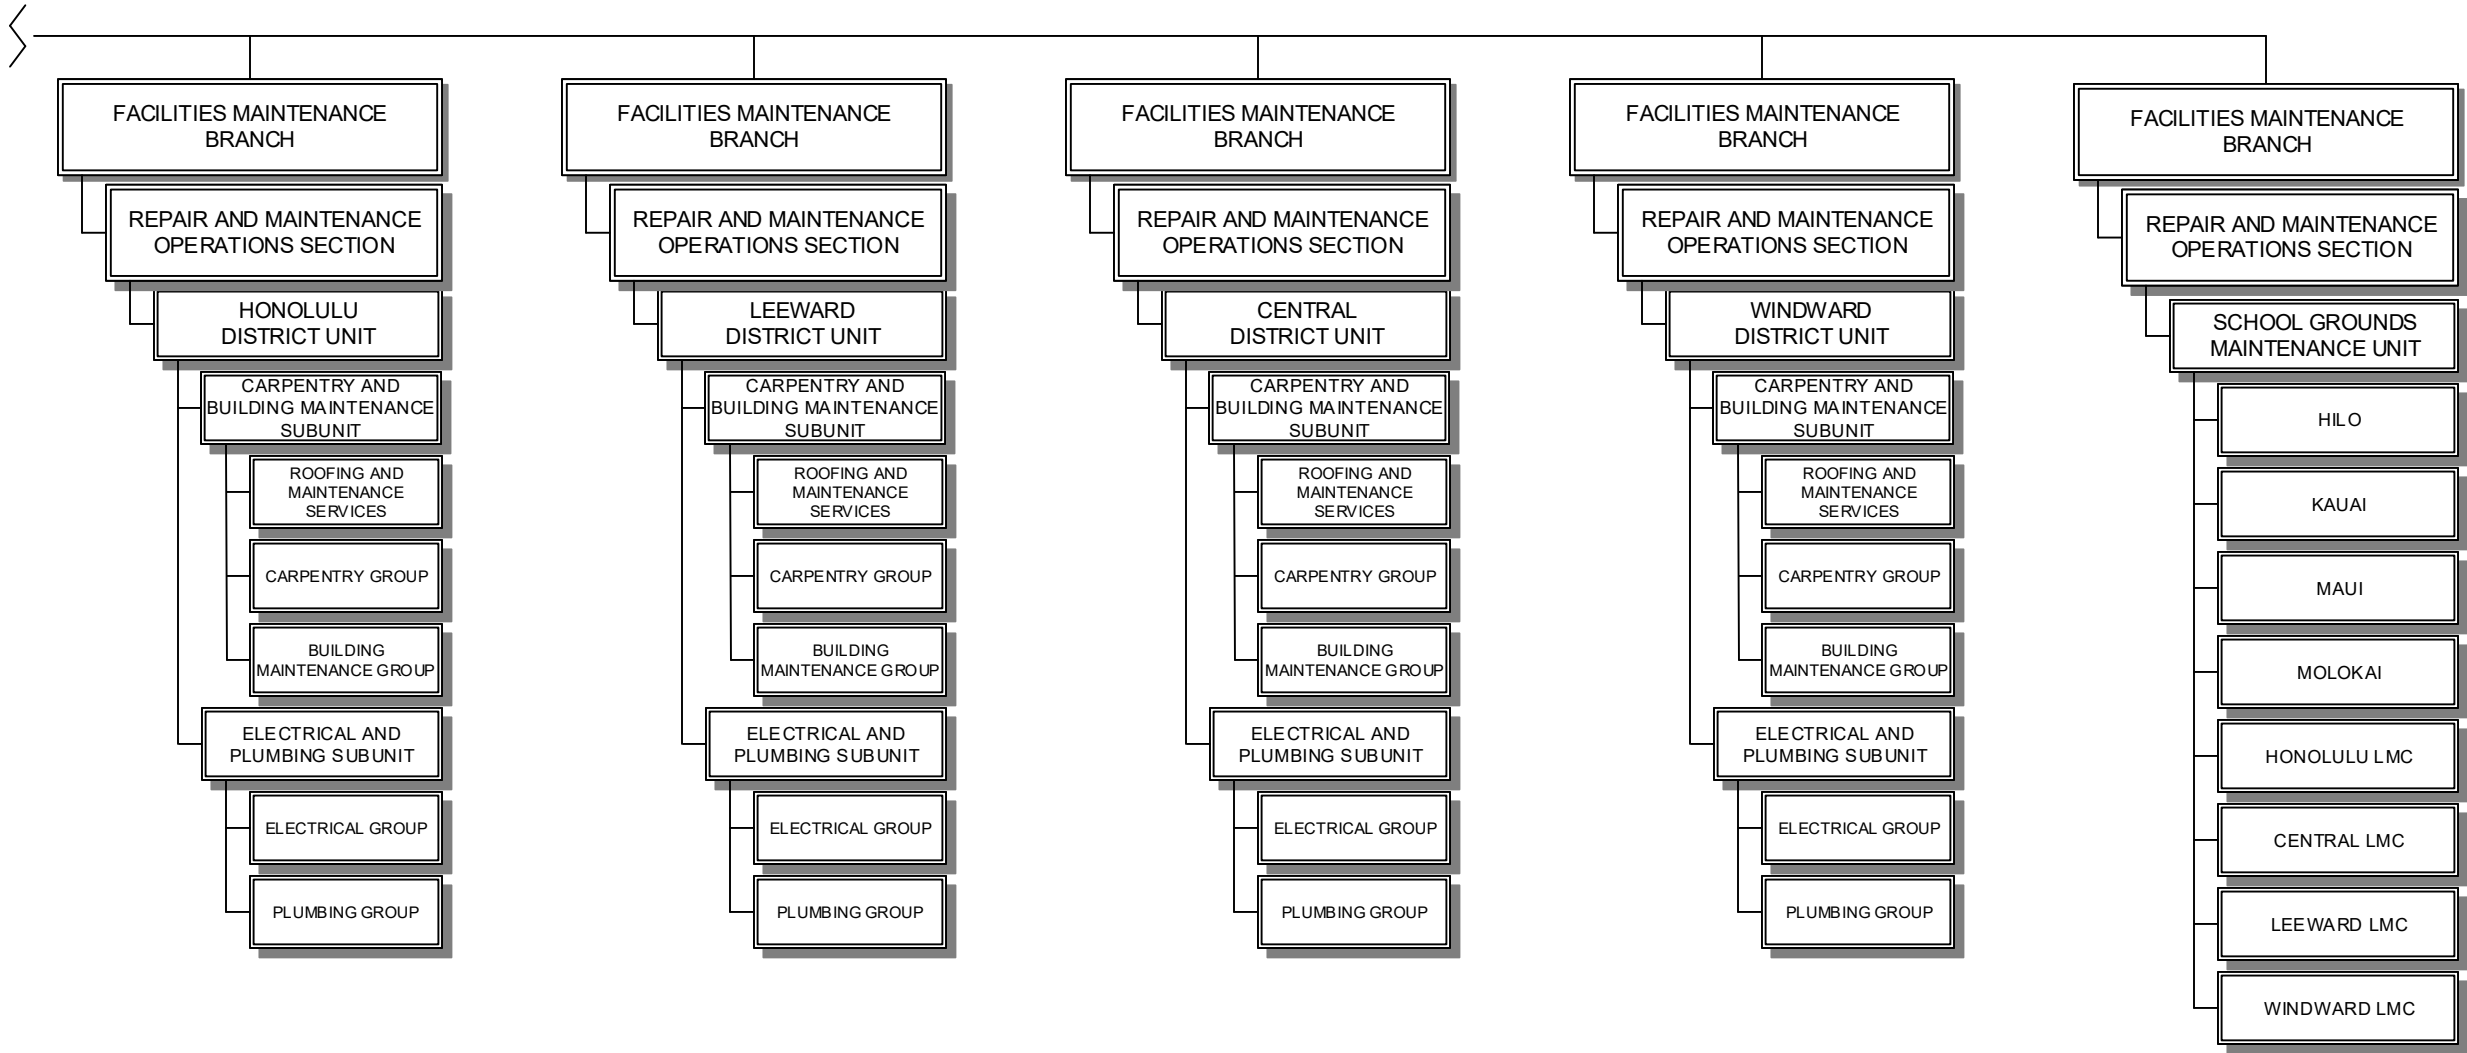 FACILITIES MAINTENANCE
BRANCH
REPAIR AND MAINTENANCE
OPERATIONS SECTION
HONOLULU
DISTRICT UNIT
CARPENTRY AND
BUILDING MAINTENANCE
SUBUNIT
ROOFING AND
MAINTENANCE
SERVICES
CARPENTRY GROUP
BUILDING
MAINTENANCE GROUP
ELECTRICAL AND
PLUMBING SUBUNIT
ELECTRICAL GROUP
PLUMBING GROUP
FACILITIES MAINTENANCE
BRANCH
REPAIR AND MAINTENANCE
OPERATIONS SECTION
LEEWARD
DISTRICT UNIT
CARPENTRY AND
BUILDING MAINTENANCE
SUBUNIT
ROOFING AND
MAINTENANCE
SERVICES
CARPENTRY GROUP
BUILDING
MAINTENANCE GROUP
ELECTRICAL AND
PLUMBING SUBUNIT
ELECTRICAL GROUP
PLUMBING GROUP
FACILITIES MAINTENANCE
BRANCH
REPAIR AND MAINTENANCE
OPERATIONS SECTION
CENTRAL
DISTRICT UNIT
CARPENTRY AND
BUILDING MAINTENANCE
SUBUNIT
ROOFING AND
MAINTENANCE
SERVICES
CARPENTRY GROUP
BUILDING
MAINTENANCE GROUP
ELECTRICAL AND
PLUMBING SUBUNIT
ELECTRICAL GROUP
PLUMBING GROUP
FACILITIES MAINTENANCE
BRANCH
REPAIR AND MAINTENANCE
OPERATIONS SECTION
WINDWARD
DISTRICT UNIT
CARPENTRY AND
BUILDING MAINTENANCE
SUBUNIT
ROOFING AND
MAINTENANCE
SERVICES
CARPENTRY GROUP
BUILDING
MAINTENANCE GROUP
ELECTRICAL AND
PLUMBING SUBUNIT
ELECTRICAL GROUP
PLUMBING GROUP
FACILITIES MAINTENANCE
BRANCH
REPAIR AND MAINTENANCE
OPERATIONS SECTION
SCHOOL GROUNDS
MAINTENANCE UNIT
HILO
KAUAI
MAUI
MOLOKAI
HONOLULU LMC
CENTRAL LMC
LEEWARD LMC
WINDWARD LMC